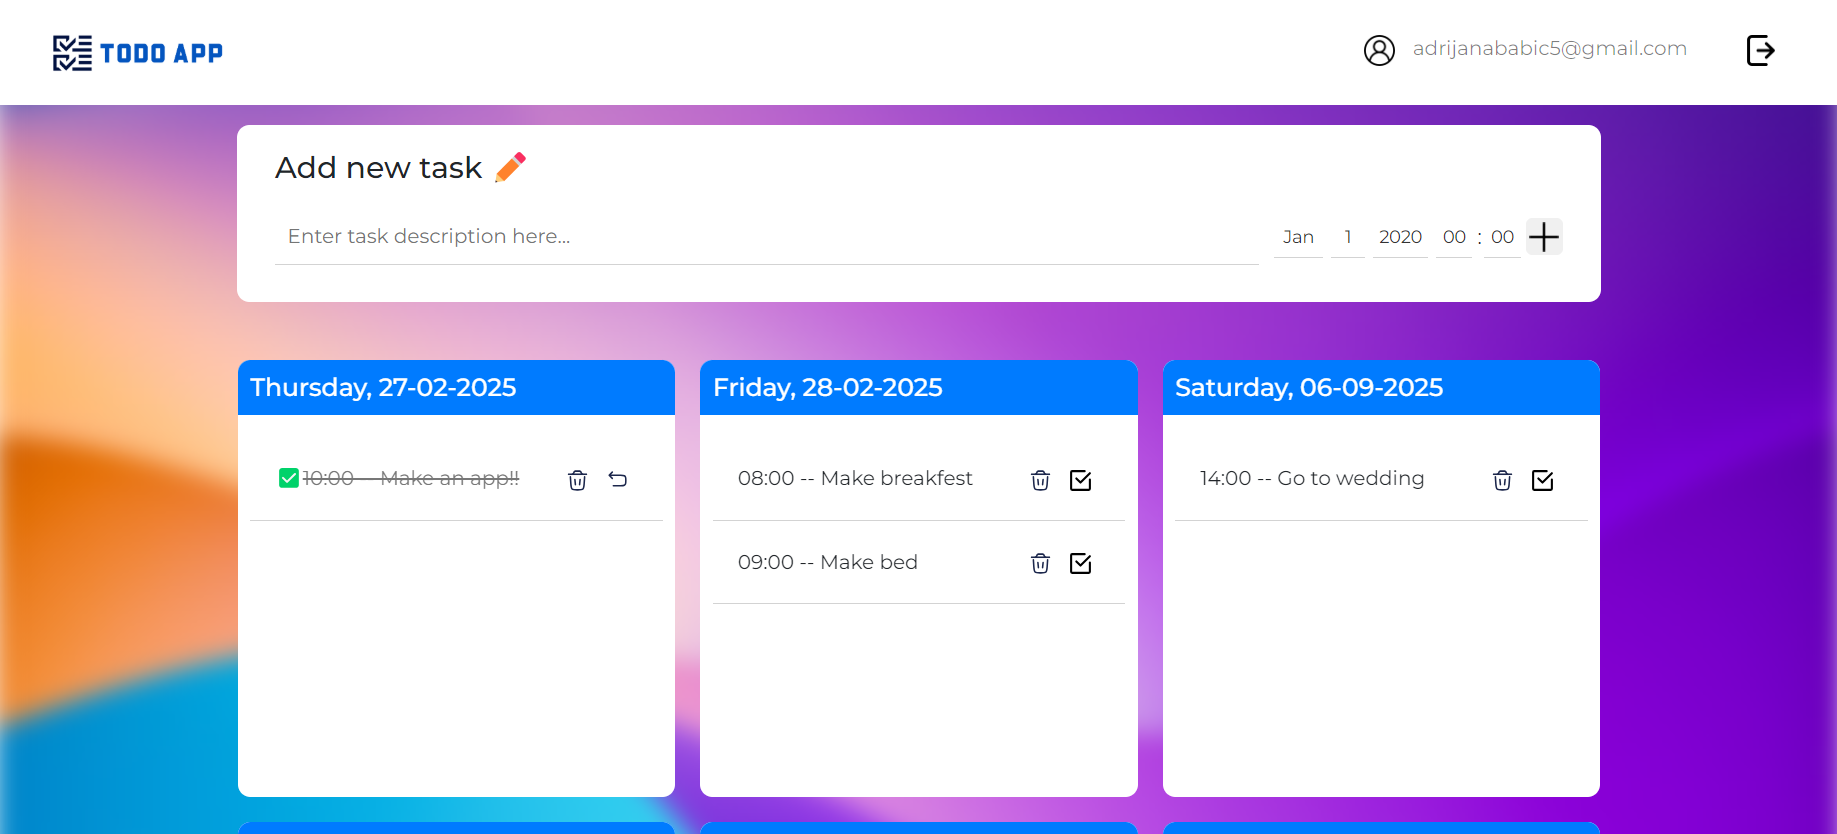 TODO APP
adrijanababic5@gmail.com
Add new task
Enter task description here...
Jan 1 2020 00 : 00
Thursday, 27-02-2025
10:00 -- Make an app!!
Friday, 28-02-2025
08:00 -- Make breakfest
09:00 -- Make bed
Saturday, 06-09-2025
14:00 -- Go to wedding